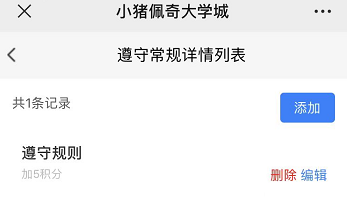 小猪佩奇大学城
遵守常规详情列表
共1条记录
添加
遵守规则
加5积分
删除 编辑